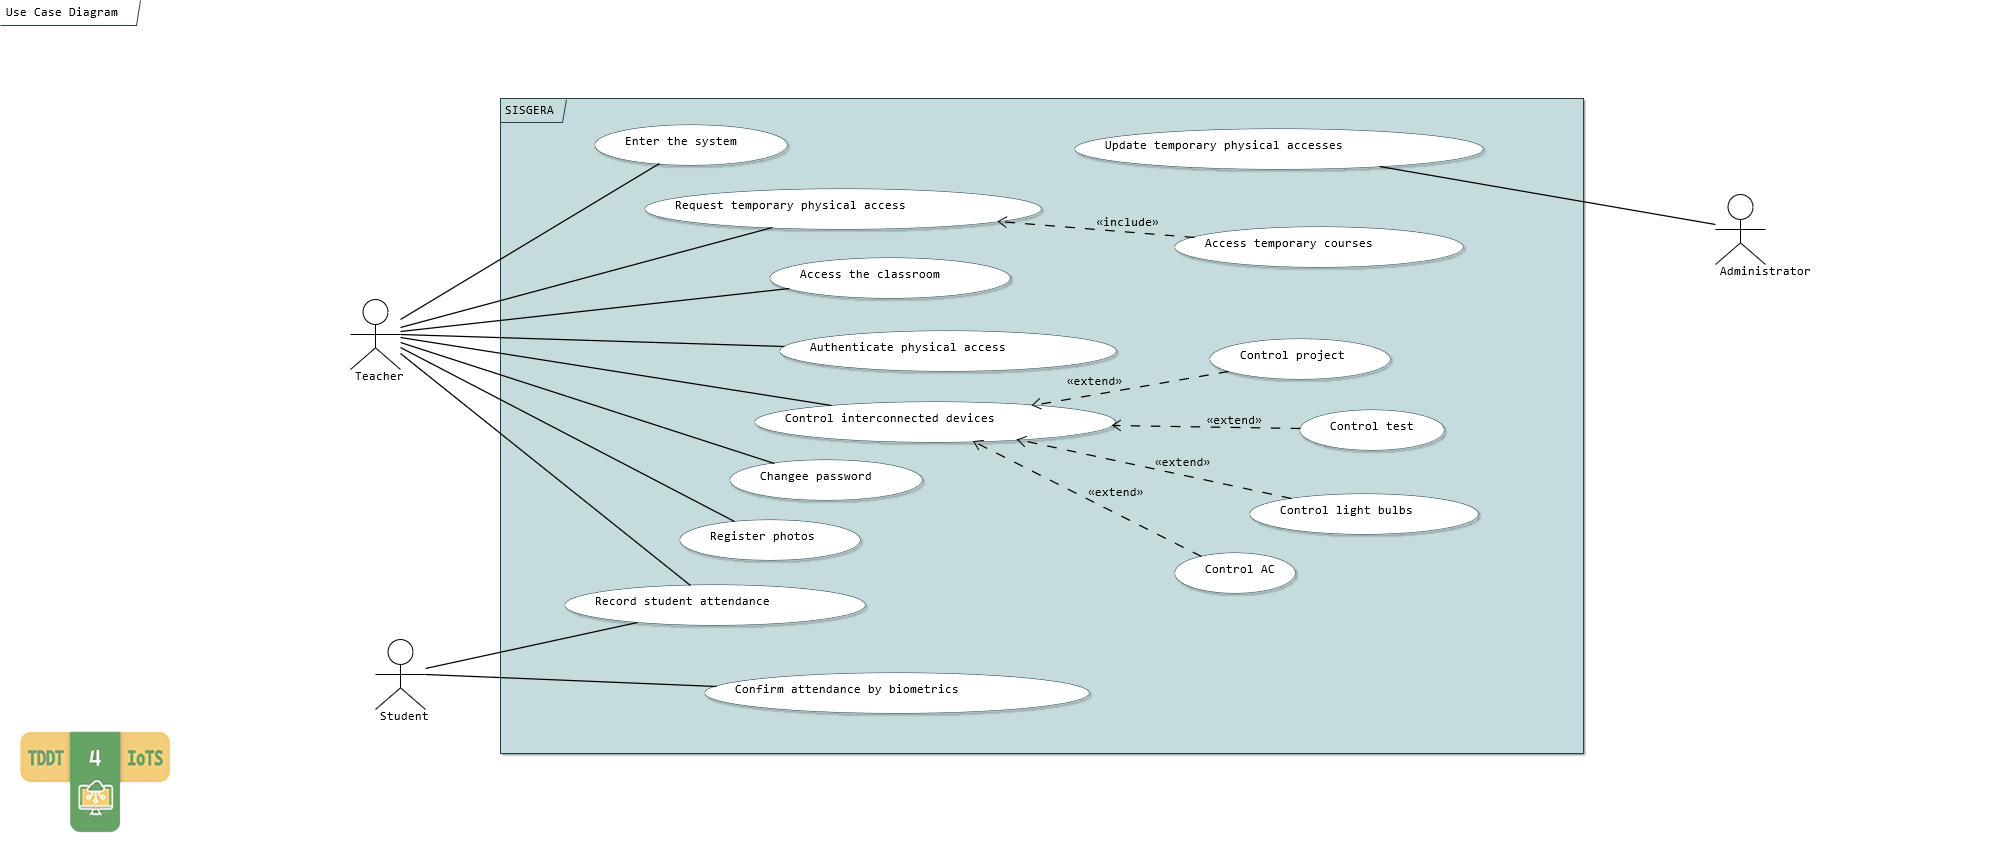 Use Case Diagram
SISGERA
Enter the system
Update temporary physical accesses
Request temporary physical access
«include»
Access temporary courses
Administrator
Access the classroom
Authenticate physical access
Control project
Teacher
«extend»
Control interconnected devices
«extend»
Control test
«extend»
Changee password
«extend»
Control light bulbs
Register photos
Control AC
Record student attendance
Confirm attendance by biometrics
Student
TDDT 4 IoTS